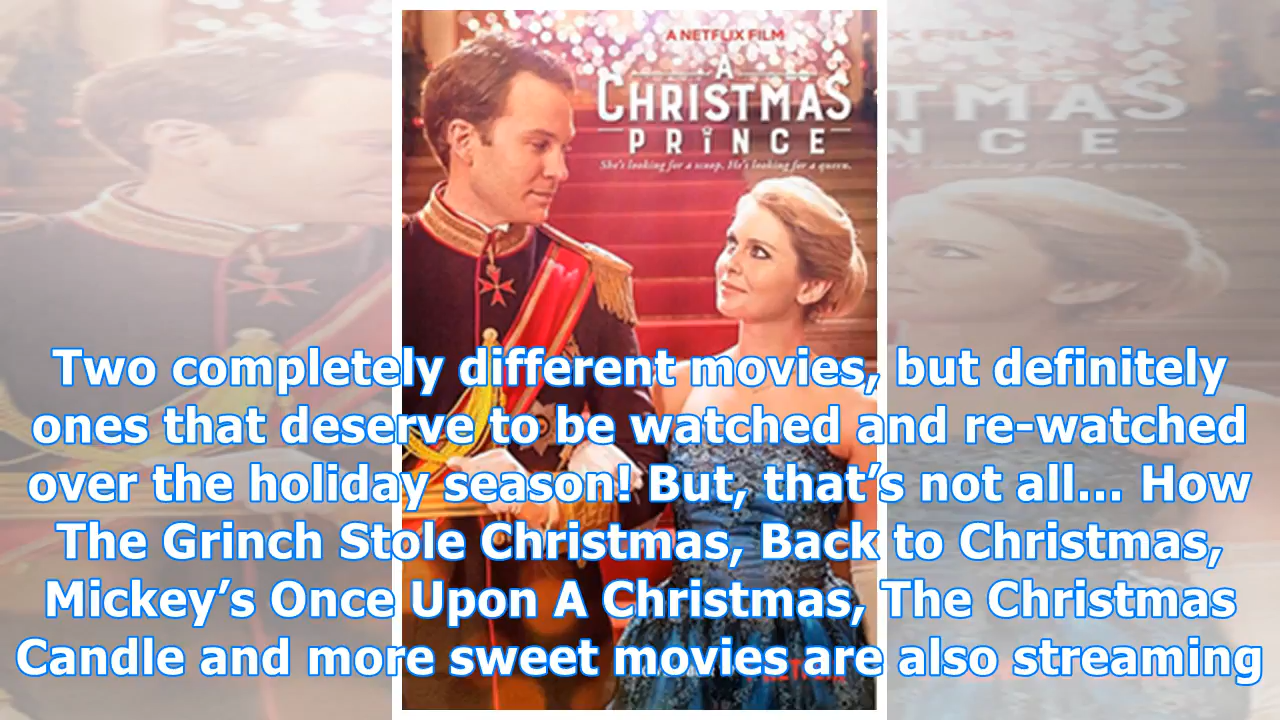 A NETFLIX FILM
A
CHRISTMAS
PRINCE
She's looking for a scoop. He's looking for a queen.
X FILM
TMAS
NCE
Two completely different movies, but definitely
ones that deserve to be watched and re-watched
over the holiday season! But, that’s not all... How
The Grinch Stole Christmas, Back to Christmas,
Mickey’s Once Upon A Christmas, The Christmas
Candle and more sweet movies are also streaming